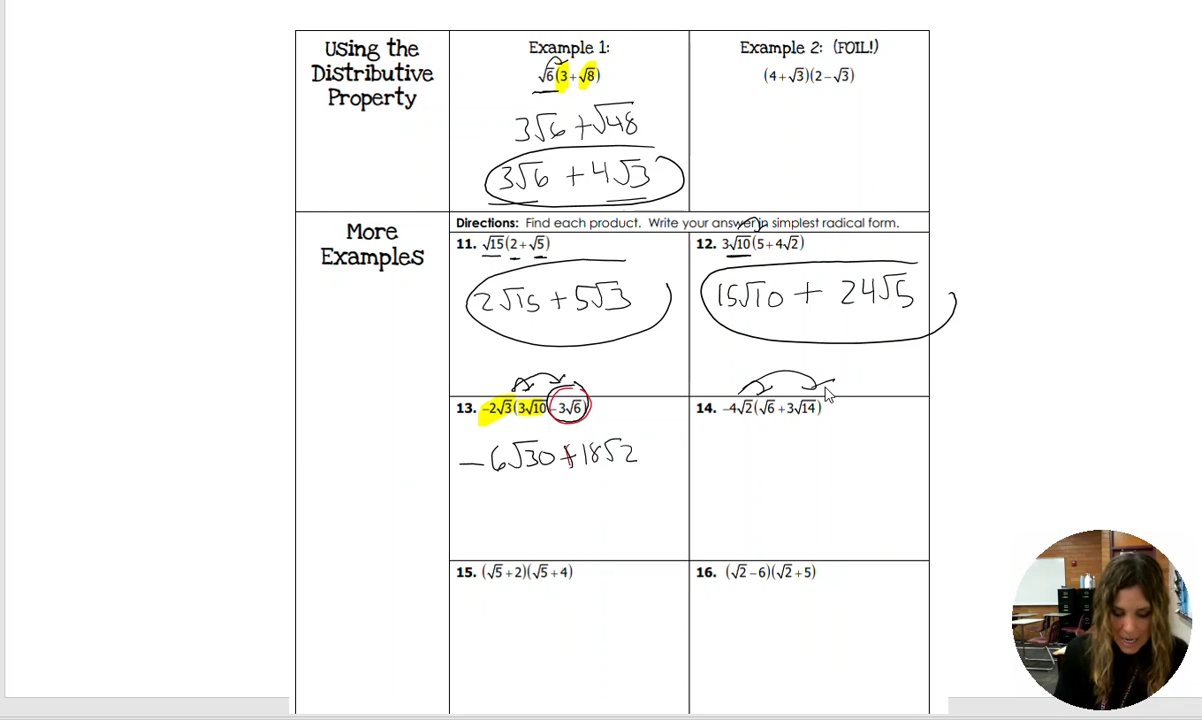 Using the
Distributive
Property
Example 1:
√6(3+√8)
3√6 + √48
3√6 + 4√3
Example 2: (FOIL!)
(4+√3)(2−√3)
More
Examples
Directions: Find each product. Write your answer in simplest radical form.
11. √15(2+√5)
2√15 + 5√3
12. 3√10(5+4√2)
15√10 + 24√5
13. −2√3(3√10−3√6)
−6√30+18√2
14. −4√2(√6+3√14)
15. (√5+2)(√5+4)
16. (√2−6)(√2+5)